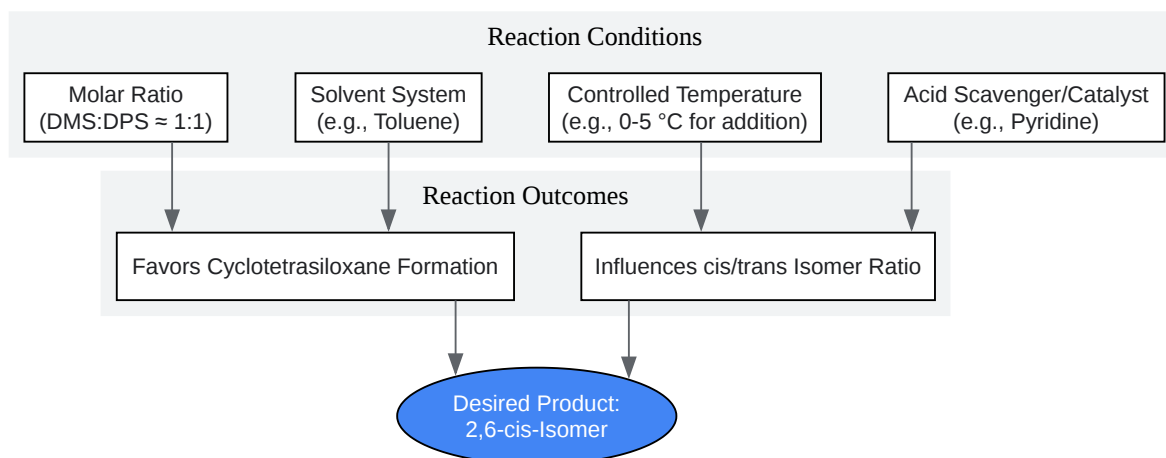 Reaction Conditions
Molar Ratio
(DMS:DPS ≈ 1:1)
Solvent System
(e.g., Toluene)
Controlled Temperature
(e.g., 0-5 °C for addition)
Acid Scavenger/Catalyst
(e.g., Pyridine)
Reaction Outcomes
Favors Cyclotetrasiloxane Formation
Influences cis/trans Isomer Ratio
Desired Product:
2,6-cis-Isomer